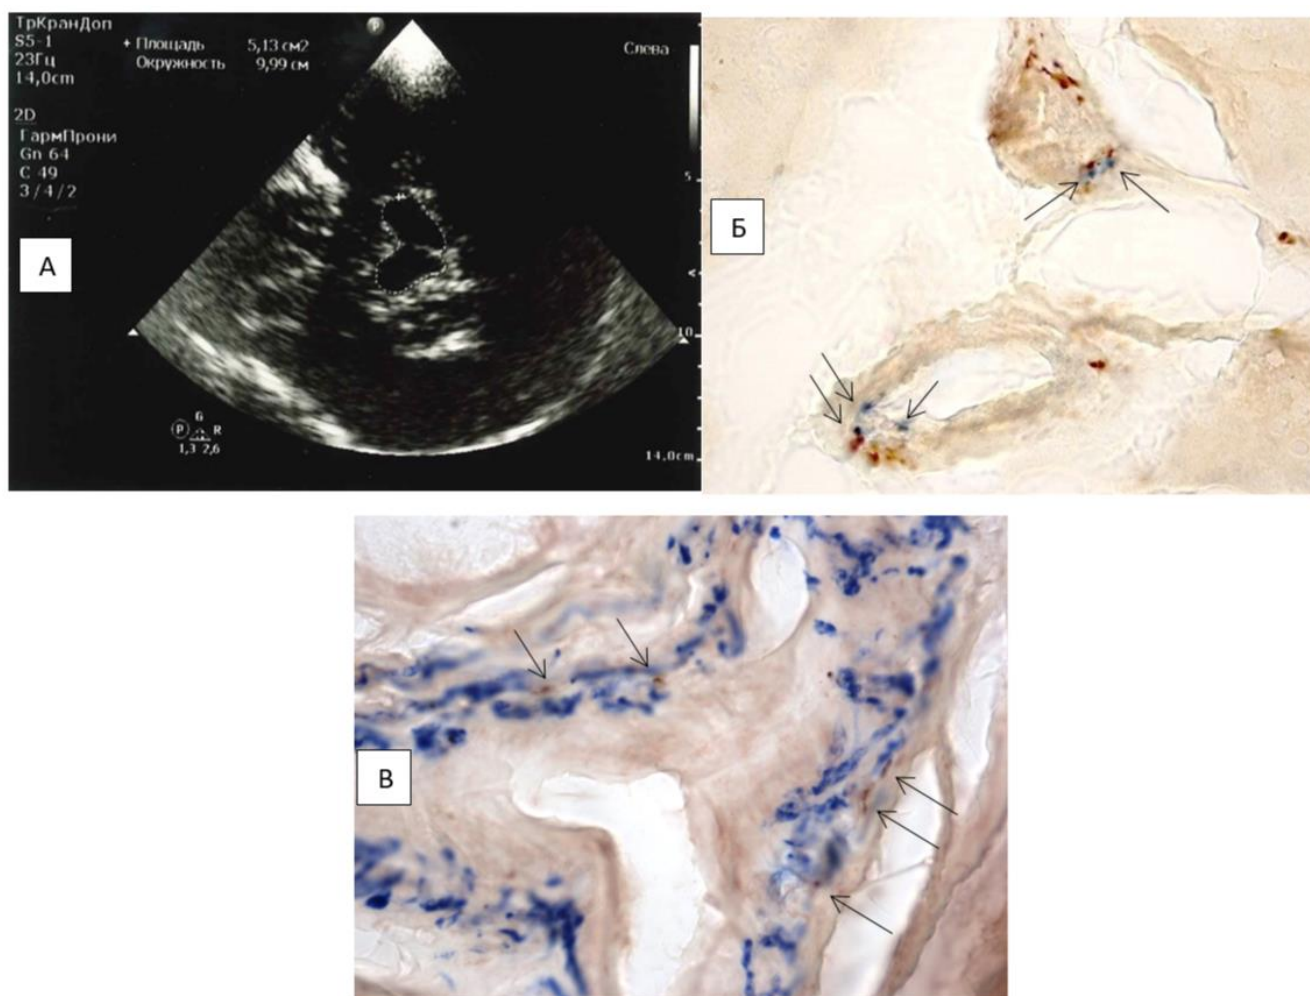 ТрКранДоп
S5-1
23Гц
14,0cm
2D
ГармПрони
Gn 64
C 49
3/4/2
+ Площадь 5,13 см2
Окружность 9,99 см
P
Слева
5
10
14,0cm
G
P R
1,3 2,6
А
Б
В